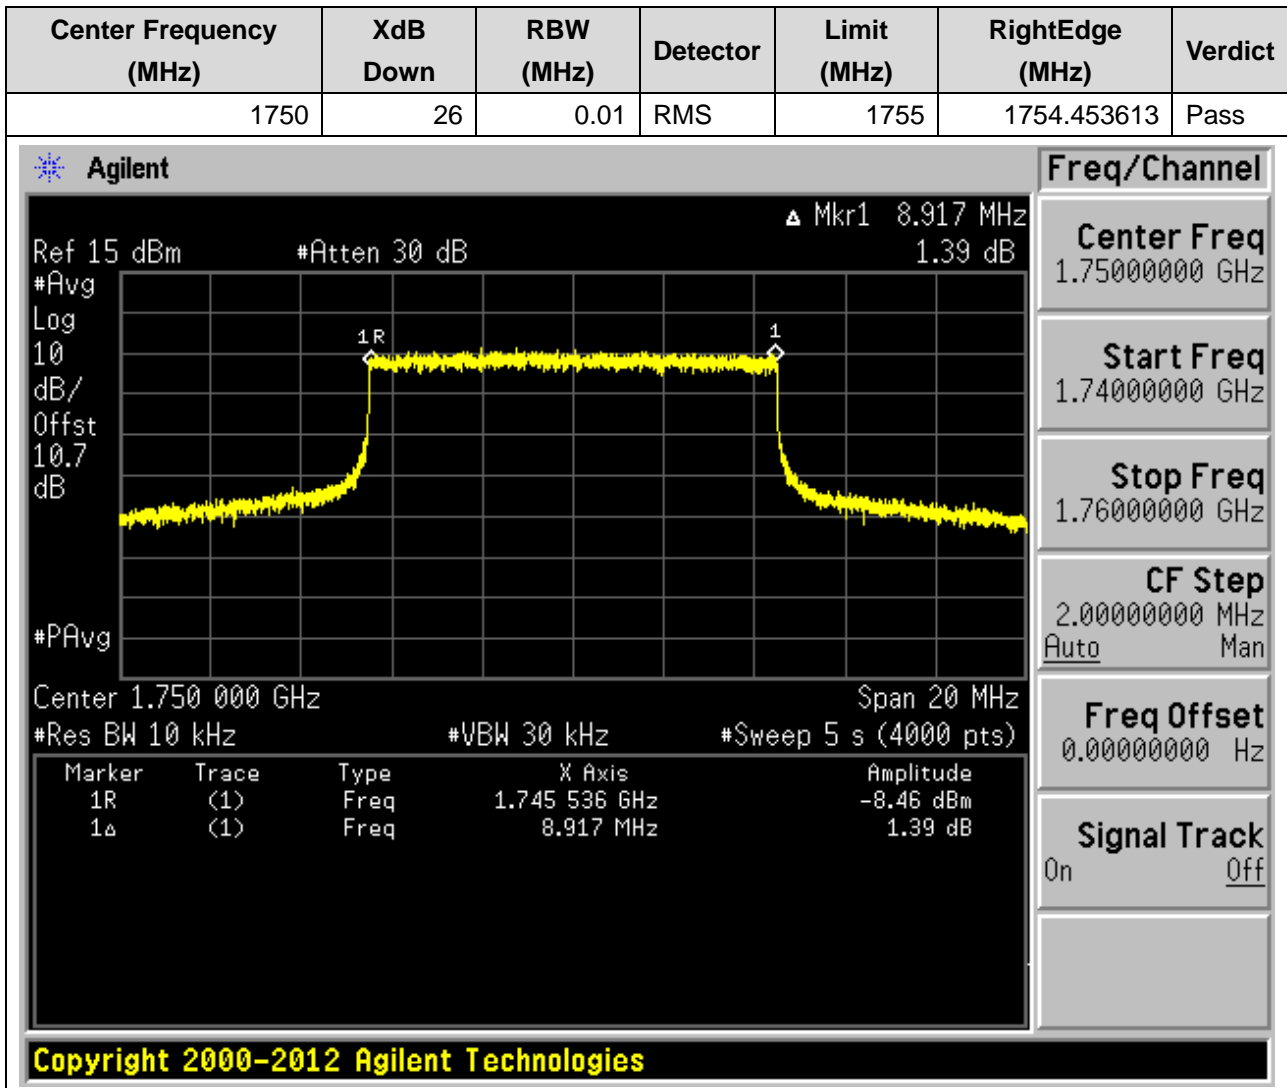 Center Frequency (MHz) XdB Down RBW (MHz) Detector Limit (MHz) RightEdge (MHz) Verdict
1750 26 0.01 RMS 1755 1754.453613 Pass
Agilent
Freq/Channel
Δ Mkr1 8.917 MHz
Ref 15 dBm #Atten 30 dB 1.39 dB
#Avg
Log
10
dB/
Offst
10.7
dB
1R
1
#PAvg
Center 1.750 000 GHz Span 20 MHz
#Res BW 10 kHz #VBW 30 kHz #Sweep 5 s (4000 pts)
Marker Trace Type X Axis Amplitude
1R (1) Freq 1.745 536 GHz -8.46 dBm
1Δ (1) Freq 8.917 MHz 1.39 dB
Center Freq
1.75000000 GHz
Start Freq
1.74000000 GHz
Stop Freq
1.76000000 GHz
CF Step
2.00000000 MHz
Auto Man
Freq Offset
0.00000000 Hz
Signal Track
On Off
Copyright 2000-2012 Agilent Technologies